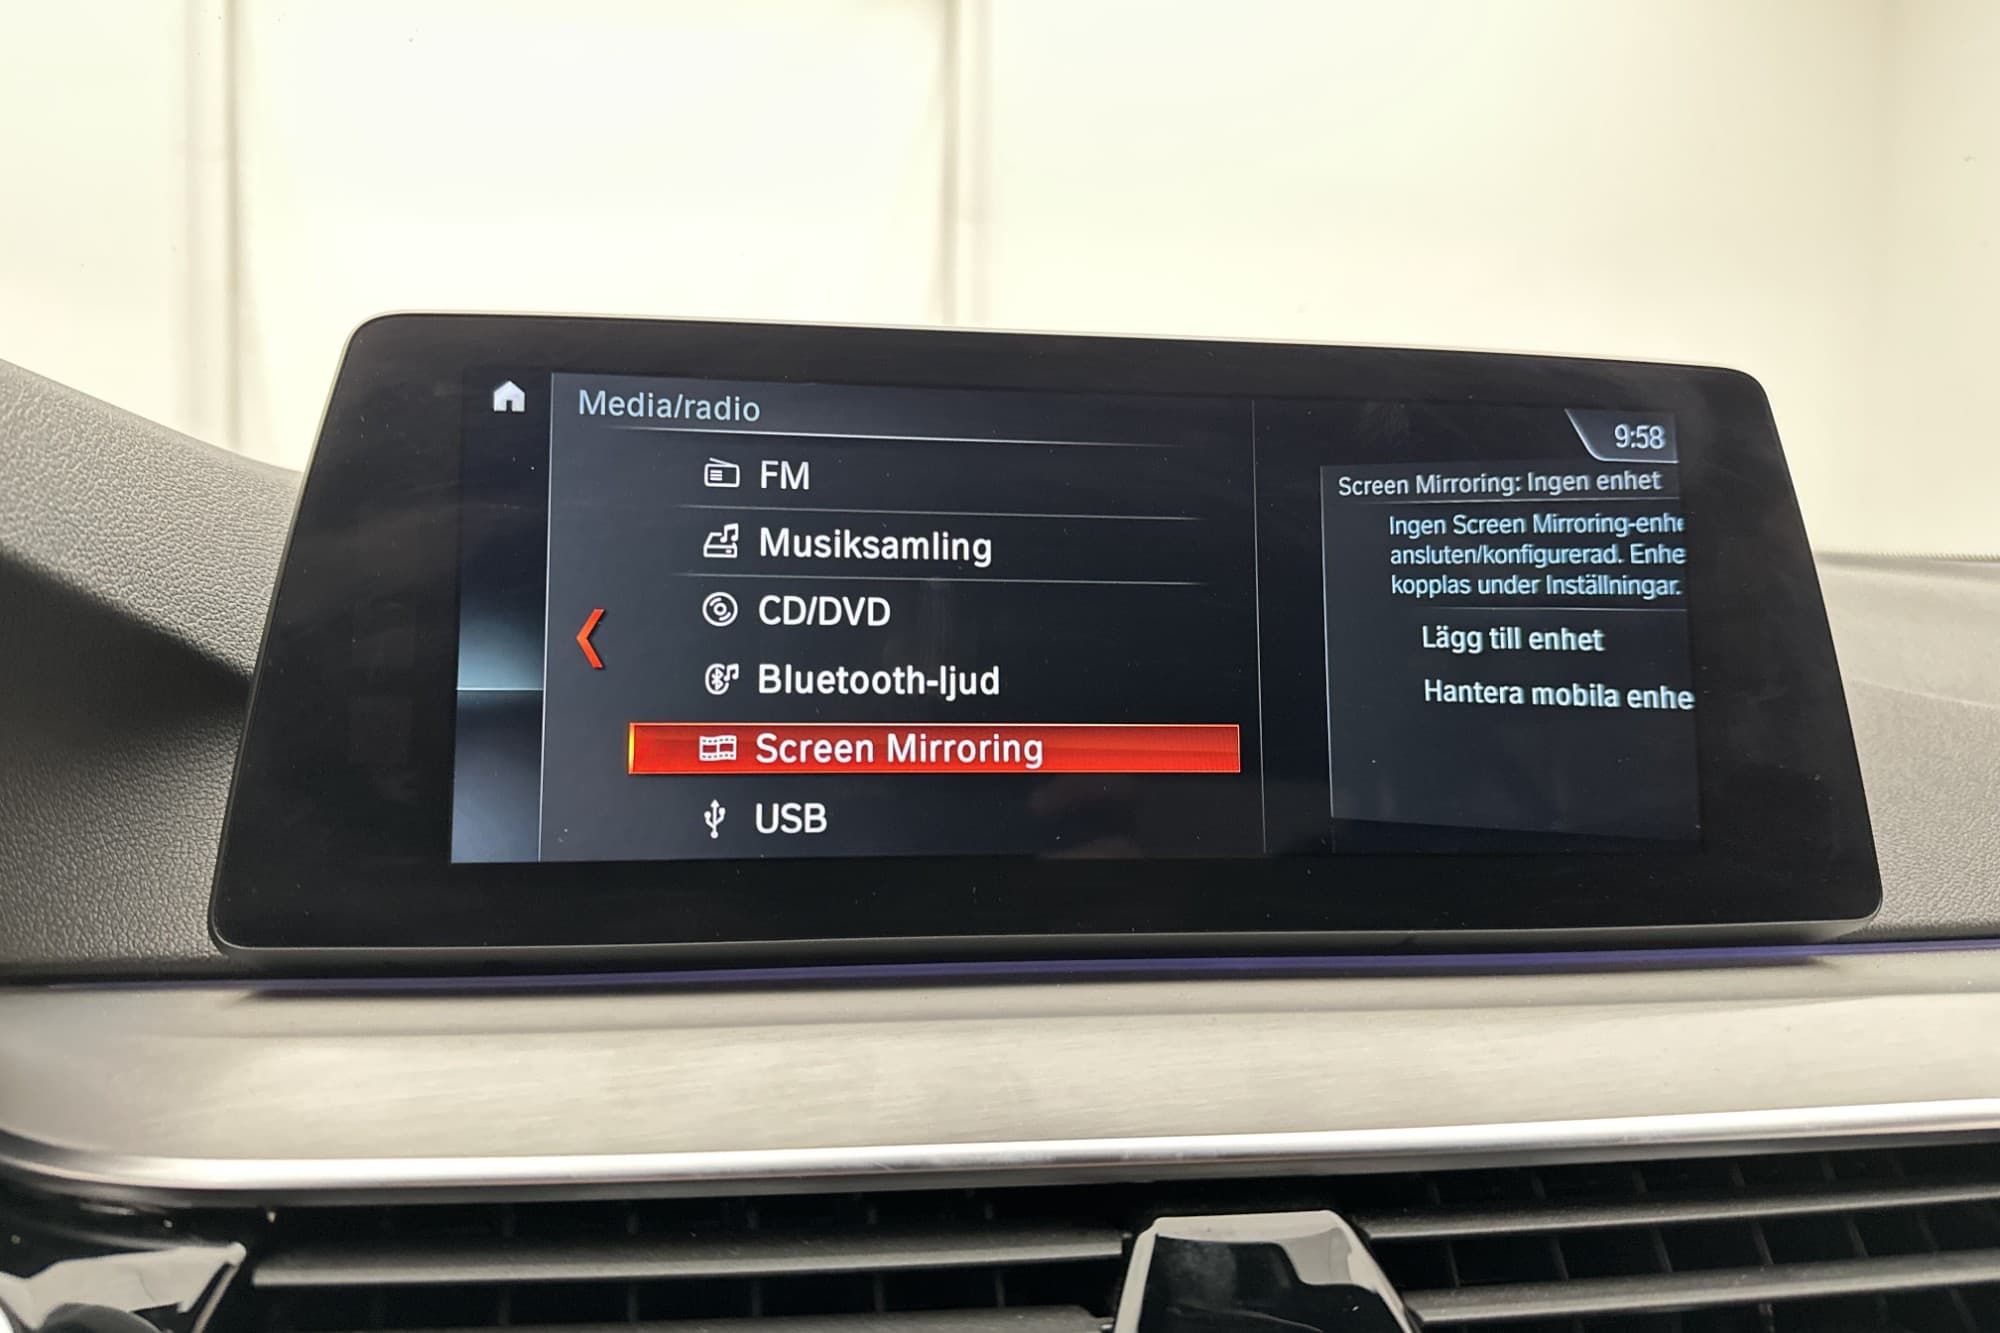 Media/radio
FM
Musiksamling
CD/DVD
Bluetooth-ljud
Screen Mirroring
USB
9:58
Screen Mirroring: Ingen enhet
Ingen Screen Mirroring-enhe
ansluten/konfigurerad. Enhe
kopplas under Inställningar.
Lägg till enhet
Hantera mobila enhe